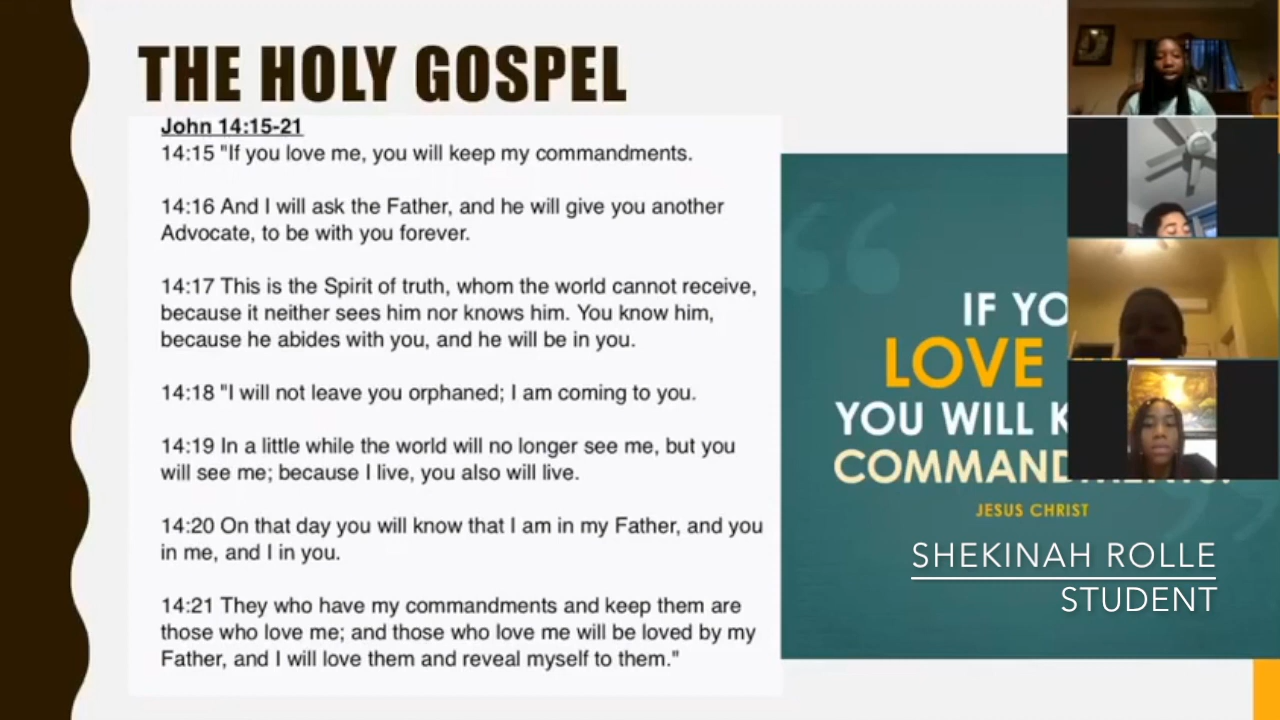 THE HOLY GOSPEL
John 14:15-21
14:15 "If you love me, you will keep my commandments.
14:16 And I will ask the Father, and he will give you another
Advocate, to be with you forever.
14:17 This is the Spirit of truth, whom the world cannot receive,
because it neither sees him nor knows him. You know him,
because he abides with you, and he will be in you.
14:18 "I will not leave you orphaned; I am coming to you.
14:19 In a little while the world will no longer see me, but you
will see me; because I live, you also will live.
14:20 On that day you will know that I am in my Father, and you
in me, and I in you.
14:21 They who have my commandments and keep them are
those who love me; and those who love me will be loved by my
Father, and I will love them and reveal myself to them."
IF
LOVE
YOU WILL
JESUS CHRIST
SHEKINAH ROLLE
STUDENT